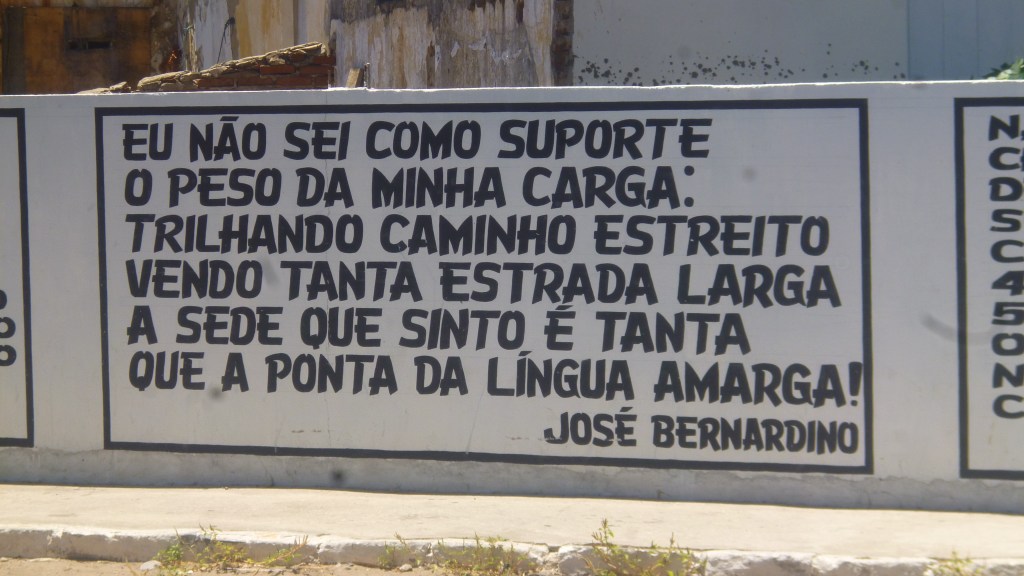 EU NÃO SEI COMO SUPORTE
O PESO DA MINHA CARGA:
TRILHANDO CAMINHO ESTREITO
VENDO TANTA ESTRADA LARGA
A SEDE QUE SINTO É TANTA
QUE A PONTA DA LÍNGUA AMARGA!
JOSÉ BERNARDINO